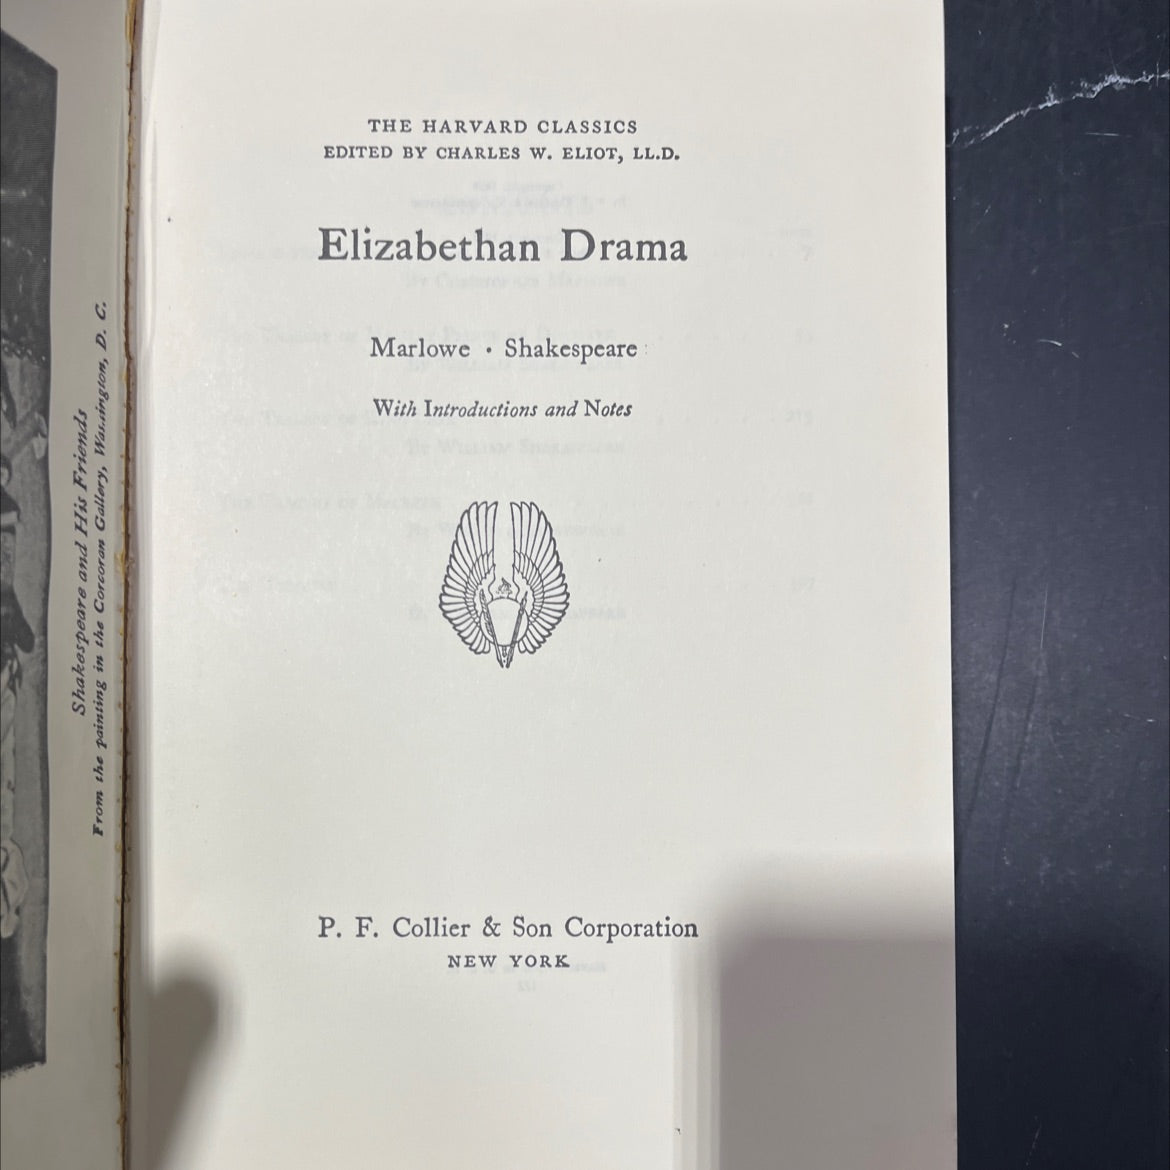 Shakespeare and His Friends
From the painting in the Corcoran Gallery, Washington, D. C.
THE HARVARD CLASSICS
EDITED BY CHARLES W. ELIOT, LL.D.
Elizabethan Drama
Marlowe · Shakespeare
With Introductions and Notes
P. F. Collier & Son Corporation
NEW YORK